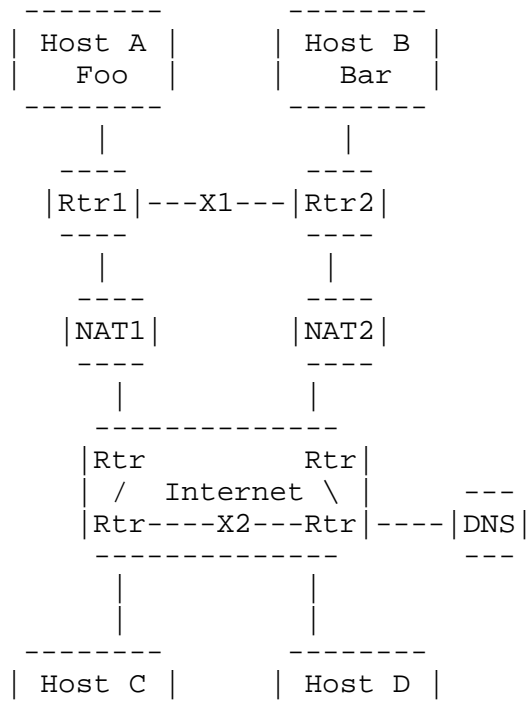 Host A Host B
Foo Bar
Rtr1 X1 Rtr2
NAT1 NAT2
Rtr Rtr
Internet
Rtr X2 Rtr DNS
Host C Host D